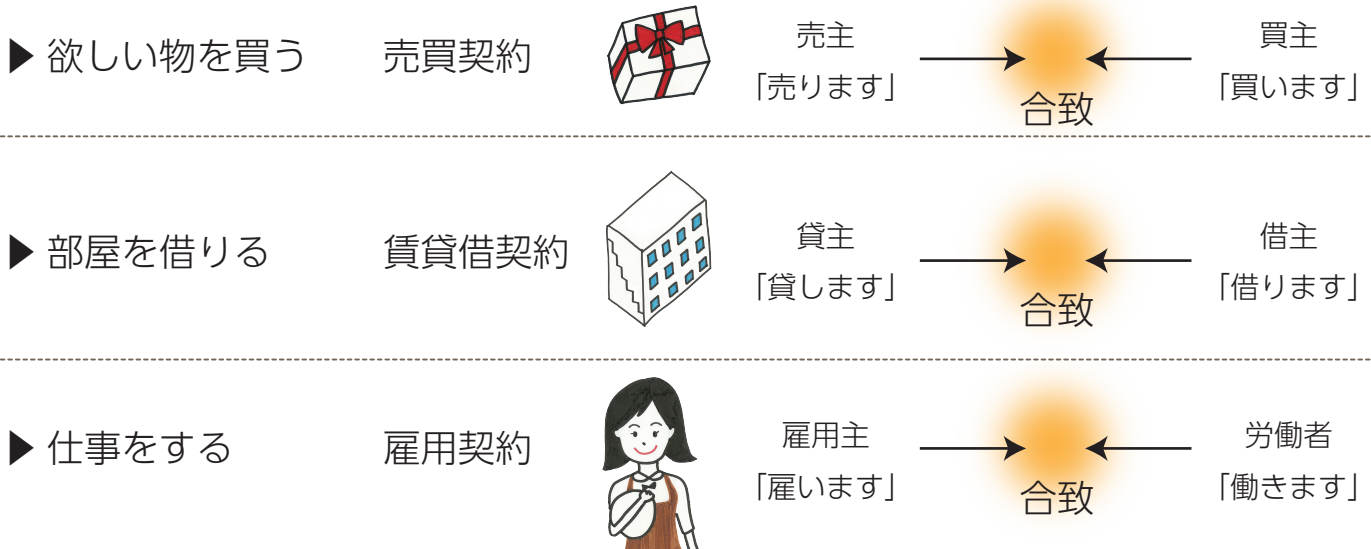 ▶ 欲しい物を買う
売買契約
売主
「売ります」
合致
買主
「買います」
▶ 部屋を借りる
賃貸借契約
貸主
「貸します」
合致
借主
「借ります」
▶ 仕事をする
雇用契約
雇用主
「雇います」
合致
労働者
「働きます」